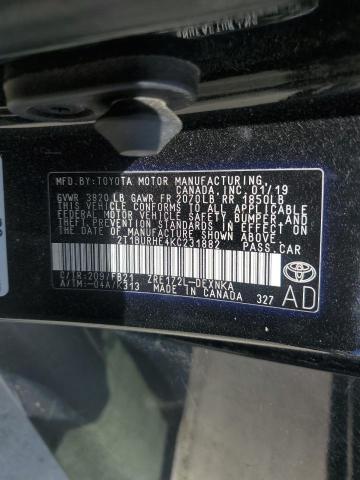 MFD.BY:TOYOTA MOTOR MANUFACTURING
CANADA, INC. 01/19
GVWR 3920 LB GAWR FR 2070LB RR 1850LB
THIS VEHICLE CONFORMS TO ALL APPLICABLE
FEDERAL MOTOR VEHICLE SAFETY, BUMPER, AND
THEFT PREVENTION STANDARDS IN EFFECT ON
THE DATE OF MANUFACTURE SHOWN ABOVE.
2T1BURHE4KC231882 PASS.CAR
C/TR:209/FB21 ZRE172L-DEXNKA
A/TM:-04A/K313 MADE IN CANADA 327
AD